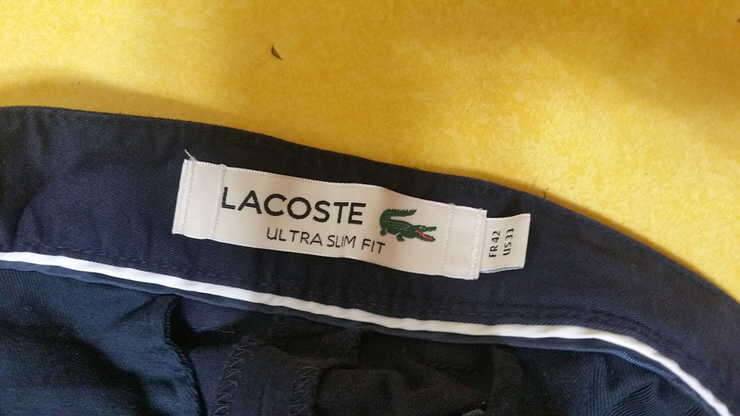 LACOSTE
ULTRA SLIM FIT
FR 42
US 33